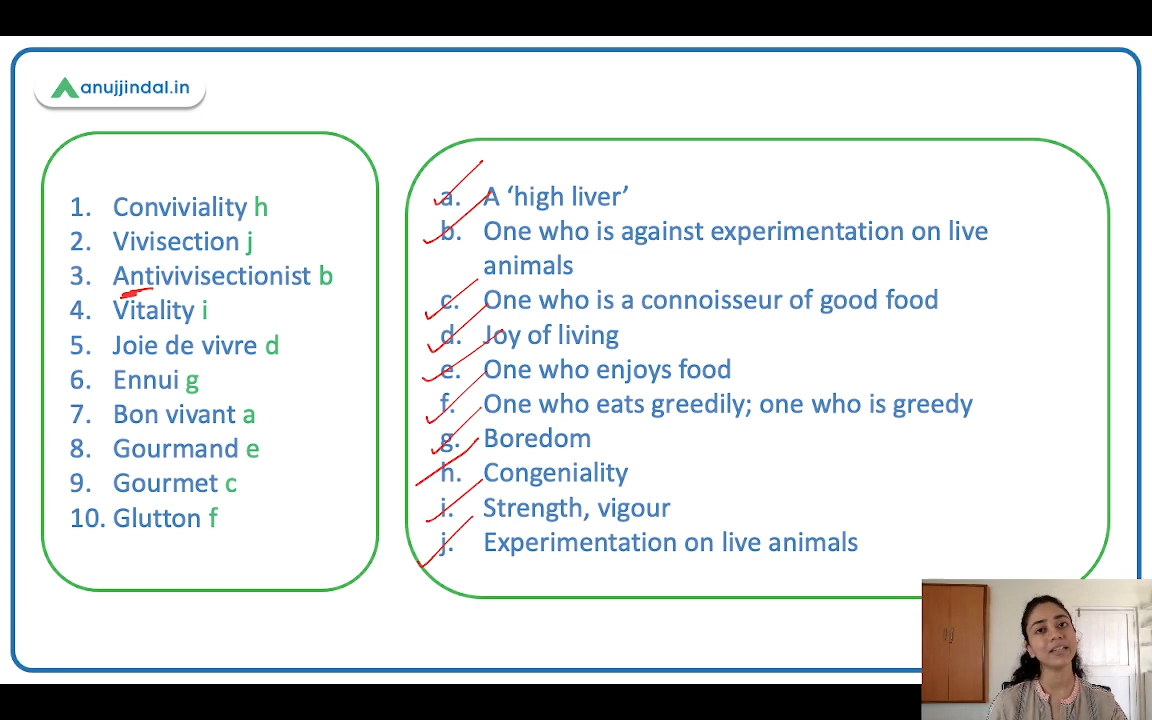 anujjindal.in
1. Conviviality h
2. Vivisection j
3. Antivivisectionist b
4. Vitality i
5. Joie de vivre d
6. Ennui g
7. Bon vivant a
8. Gourmand e
9. Gourmet c
10. Glutton f
a. A ‘high liver’
b. One who is against experimentation on live
animals
c. One who is a connoisseur of good food
d. Joy of living
e. One who enjoys food
f. One who eats greedily; one who is greedy
g. Boredom
h. Congeniality
i. Strength, vigour
j. Experimentation on live animals